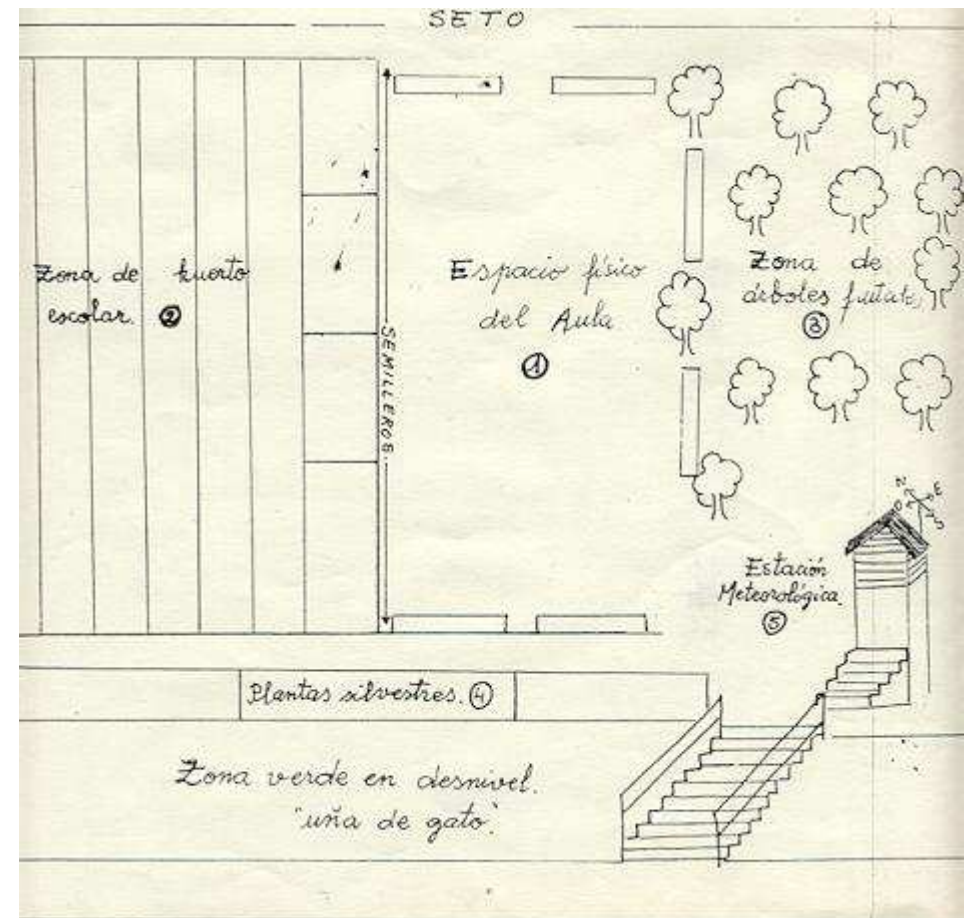 SETO
Zona de huerto
escolar. 2
SEMILLEROS
Espacio físico
del Aula
1
Zona de
árboles frutales
3
N
E
O
S
Estación
Meteorológica.
5
Plantas silvestres. 4
Zona verde en desnivel.
"uña de gato".